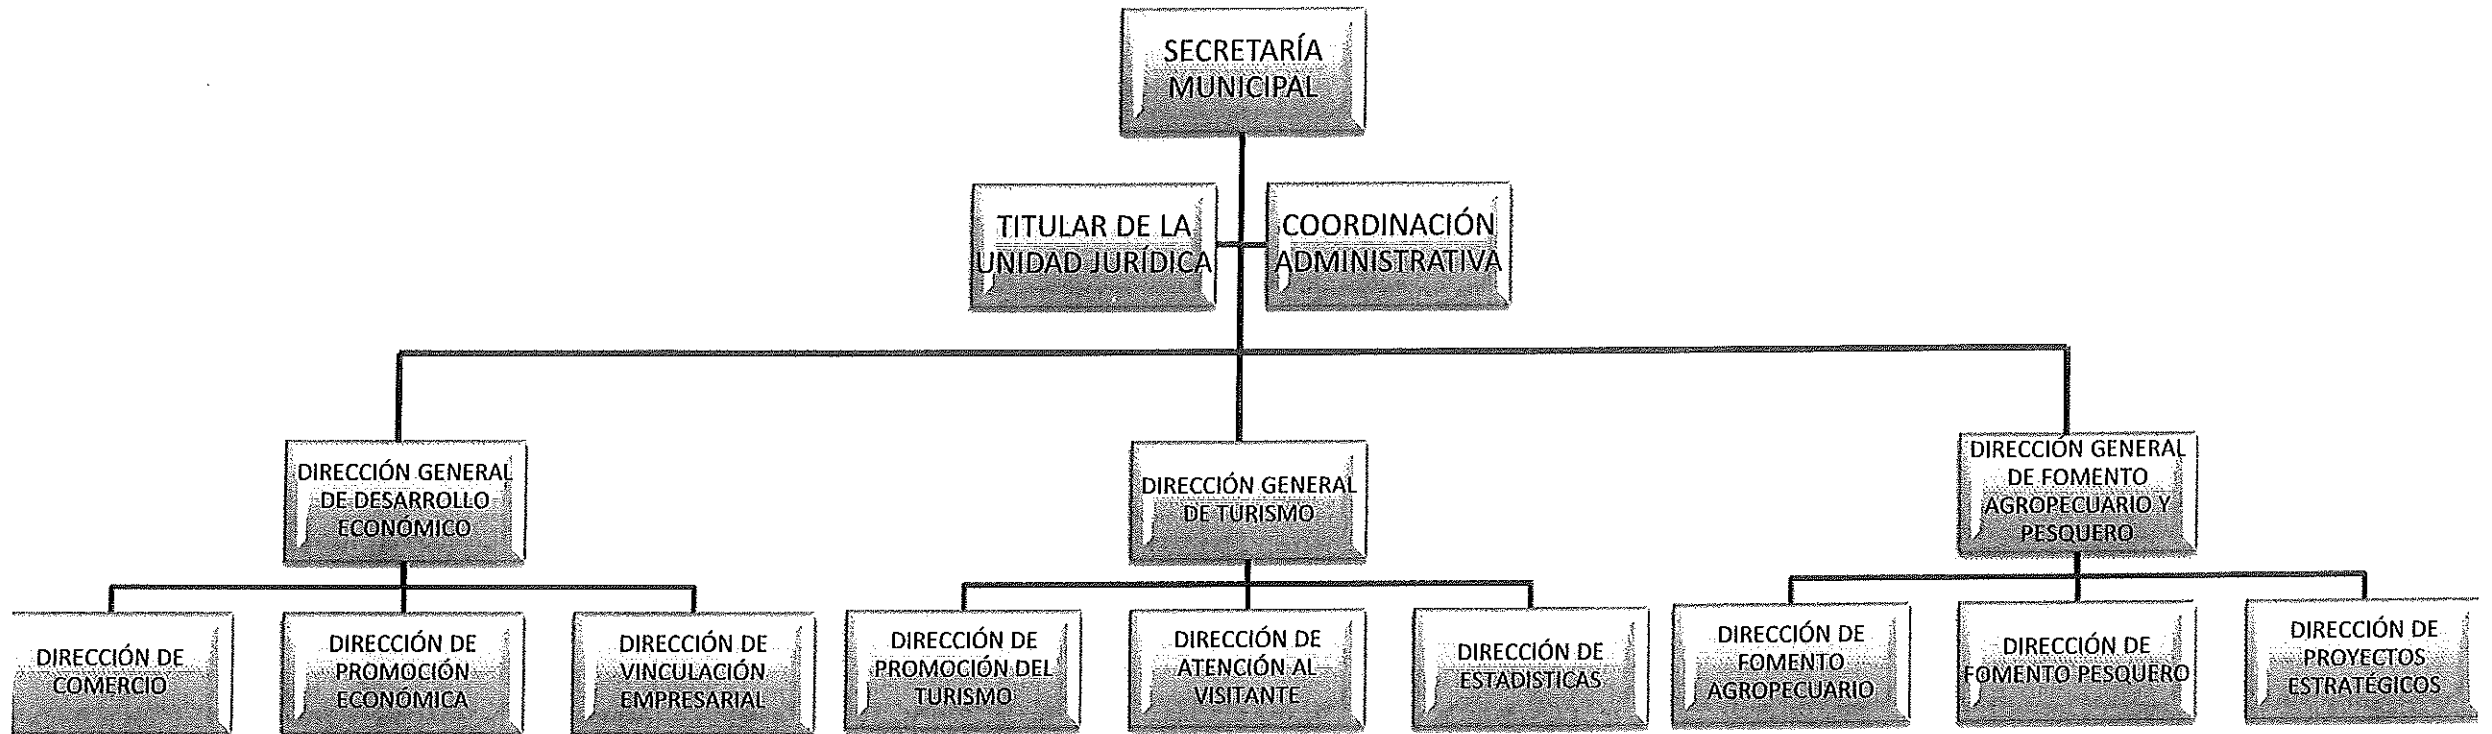 SECRETARÍA
MUNICIPAL
TITULAR DE LA
UNIDAD JURÍDICA
COORDINACIÓN
ADMINISTRATIVA
DIRECCIÓN GENERAL
DE DESARROLLO
ECONÓMICO
DIRECCIÓN GENERAL
DE TURISMO
DIRECCIÓN GENERAL
DE FOMENTO
AGROPECUARIO Y
PESQUERO
DIRECCIÓN DE
COMERCIO
DIRECCIÓN DE
PROMOCIÓN
ECONÓMICA
DIRECCIÓN DE
VINCULACIÓN
EMPRESARIAL
DIRECCIÓN DE
PROMOCIÓN DEL
TURISMO
DIRECCIÓN DE
ATENCIÓN AL
VISITANTE
DIRECCIÓN DE
ESTADÍSTICAS
DIRECCIÓN DE
FOMENTO
AGROPECUARIO
DIRECCIÓN DE
FOMENTO PESQUERO
DIRECCIÓN DE
PROYECTOS
ESTRATÉGICOS